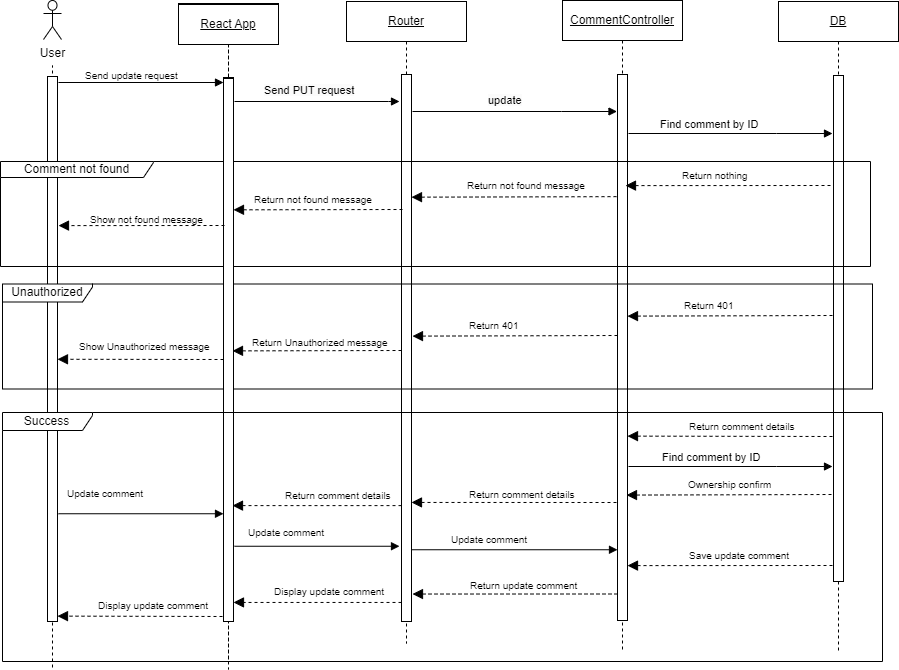 User
React App
Router
CommentController
DB
Send update request
Send PUT request
update
Find comment by ID
Comment not found
Return nothing
Return not found message
Return not found message
Show not found message
Unauthorized
Return 401
Return 401
Return Unauthorized message
Show Unauthorized message
Success
Return comment details
Find comment by ID
Ownership confirm
Return comment details
Return comment details
Update comment
Update comment
Update comment
Save update comment
Return update comment
Display update comment
Display update comment